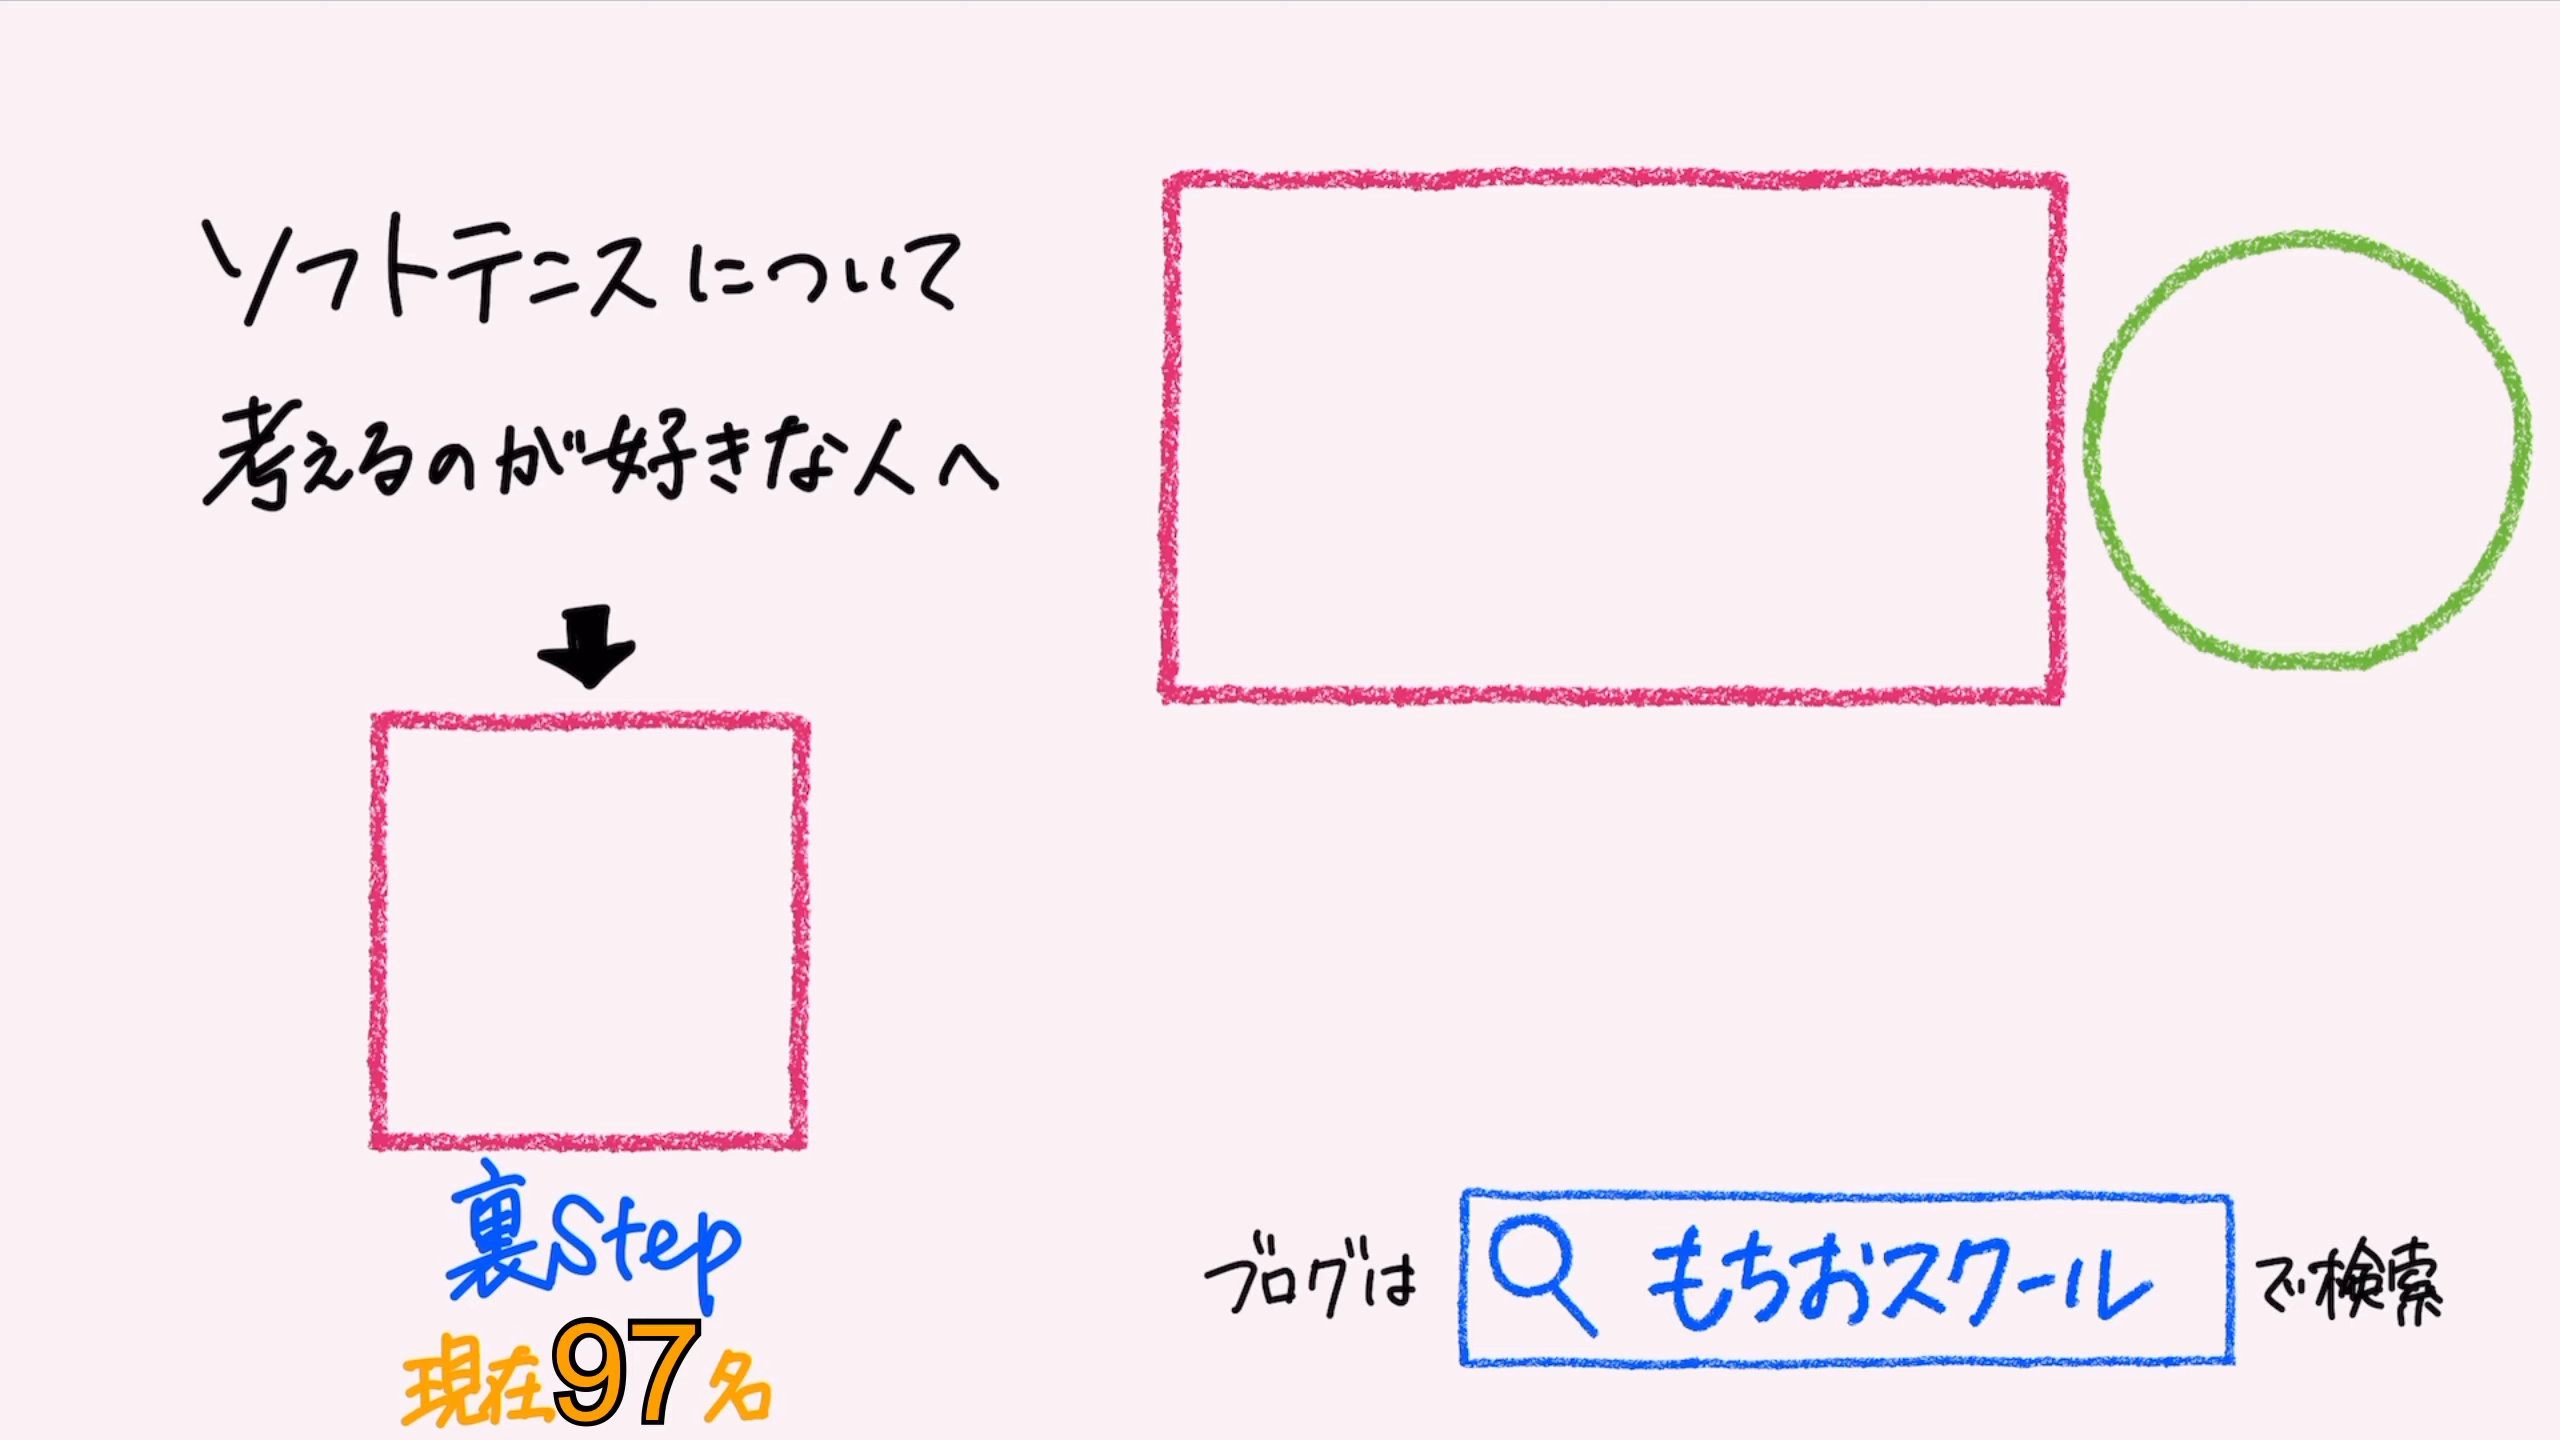 ソフトテニスについて
考えるのが好きな人へ
裏Step
現在97名
ブログは もちおスクール で検索